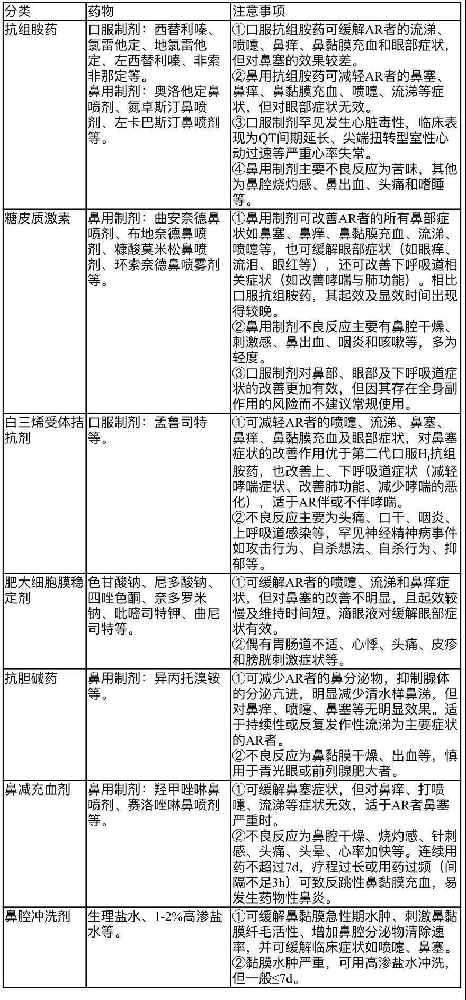 分类
药物
注意事项
抗组胺药
口服制剂：西替利嗪、
氯雷他定、地氯雷他
定、左西替利嗪、非索
非那定等。
鼻用制剂：奥洛他定鼻
喷剂、氮卓斯汀鼻喷
剂、左卡巴斯汀鼻喷剂
等。
①口服抗组胺药可缓解AR者的流涕、
喷嚏、鼻痒、鼻黏膜充血和眼部症状，
但对鼻塞的效果较差。
②鼻用抗组胺药可减轻AR者的鼻塞、
鼻痒、鼻黏膜充血、喷嚏、流涕等症
状，但对眼部症状无效。
③口服制剂罕见发生心脏毒性，临床表
现为QT间期延长、尖端扭转型室性心
动过速等严重心率失常。
④鼻用制剂主要不良反应为苦味，其他
为鼻腔烧灼感、鼻出血、头痛和嗜睡
等。
糖皮质激素
鼻用制剂：曲安奈德鼻
喷剂、布地奈德鼻喷
剂、糠酸莫米松鼻喷
剂、环索奈德鼻喷雾剂
等。
①鼻用制剂可改善AR者的所有鼻部症
状如鼻塞、鼻痒、鼻黏膜充血、流涕、
喷嚏等，也可缓解眼部症状（如眼痒、
流泪、眼红等），还可改善下呼吸道相
关症状（如改善哮喘与肺功能）。相比
口服抗组胺药，其起效及显效时间出现
得较晚。
②鼻用制剂不良反应主要有鼻腔干燥、
刺激感、鼻出血、咽炎和咳嗽等，多为
轻度。
③口服制剂对鼻部、眼部及下呼吸道症
状的改善更加有效，但因其存在全身副
作用的风险而不建议常规使用。
白三烯受体拮
抗剂
口服制剂：孟鲁司特
等。
①可减轻AR者的喷嚏、流涕、鼻塞、
鼻痒、鼻黏膜充血及眼部症状，对鼻塞
症状的改善作用优于第二代口服H1抗组
胺药，也改善上、下呼吸道症状（减轻
哮喘症状、改善肺功能、减少哮喘的恶
化），适于AR伴或不伴哮喘。
②不良反应主要为头痛、口干、咽炎、
上呼吸道感染等，罕见神经精神病事件
如攻击行为、自杀想法、自杀行为、抑
郁等。
肥大细胞膜稳
定剂
色甘酸钠、尼多酸钠、
四唑色酮、奈多罗米
钠、吡嘧司特钾、曲尼
司特等。
①可缓解AR者的喷嚏、流涕和鼻痒症
状，但对鼻塞的改善不明显，且起效较
慢及维持时间短。滴眼液对缓解眼部症
状有效。
②偶有胃肠道不适、心悸、头痛、皮疹
和膀胱刺激症状等。
抗胆碱药
鼻用制剂：异丙托溴铵
等。
①可减少AR者的鼻分泌物，抑制腺体
的分泌亢进，明显减少清水样鼻涕，但
对鼻痒、喷嚏、鼻塞等无明显效果。适
于持续性或反复发作性流涕为主要症状
的AR者。
②不良反应为鼻黏膜干燥、出血等，慎
用于青光眼或前列腺肥大者。
鼻减充血剂
鼻用制剂：羟甲唑啉鼻
喷剂、赛洛唑啉鼻喷剂
等。
①可缓解鼻塞症状，但对鼻痒、打喷
嚏、流涕等症状无效，适于AR者鼻塞
严重时。
②不良反应为鼻腔干燥、烧灼感、针刺
感、头痛、头晕、心率加快等。连续用
药不超过7d，疗程过长或用药过频（间
隔不足3h）可致反跳性鼻黏膜充血，易
发生药物性鼻炎。
鼻腔冲洗剂
生理盐水、1-2%高渗盐
水等。
①可缓解鼻黏膜急性期水肿、刺激鼻黏
膜纤毛活性、增加鼻腔分泌物清除速
率，并可缓解临床症状如喷嚏、鼻塞。
②黏膜水肿严重，可用高渗盐水冲洗，
但一般≤7d。